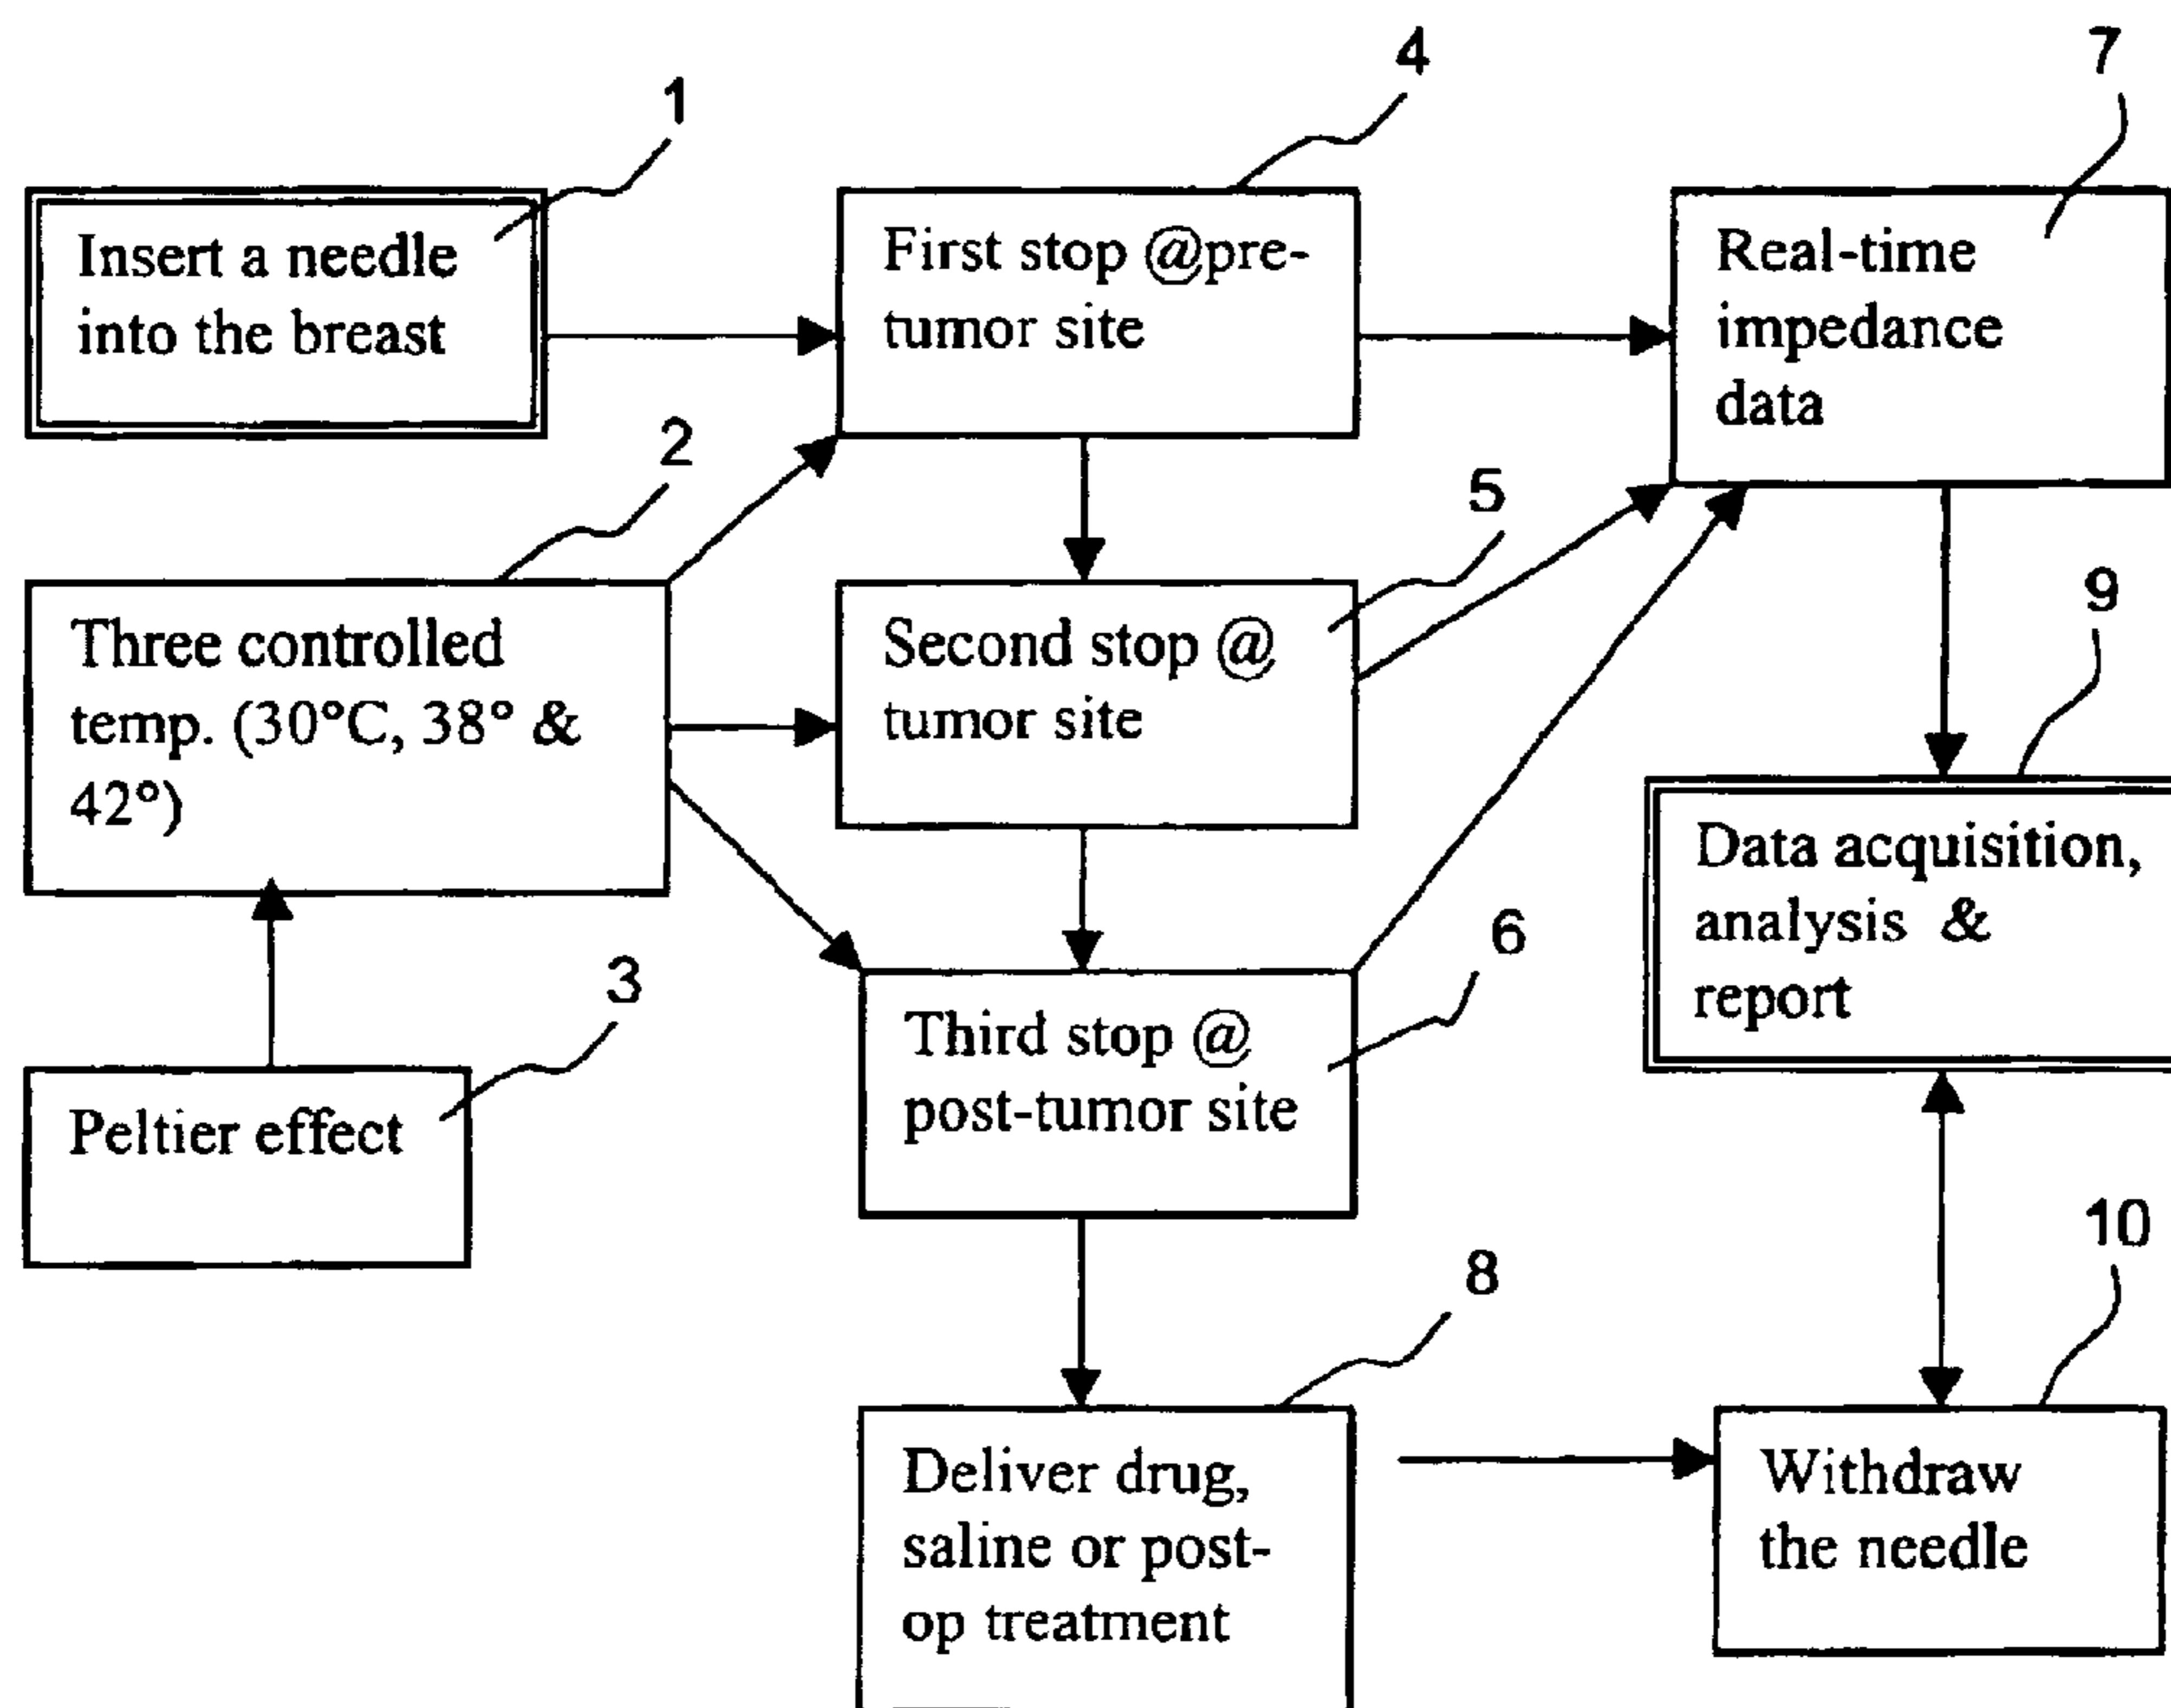 1
Insert a needle
into the breast
4
First stop @pre-
tumor site
7
Real-time
impedance
data
2
Three controlled
temp. (30°C, 38° &
42°)
5
Second stop @
tumor site
9
Data acquisition,
analysis &
report
3
Peltier effect
6
Third stop @
post-tumor site
8
Deliver drug,
saline or post-
op treatment
10
Withdraw
the needle